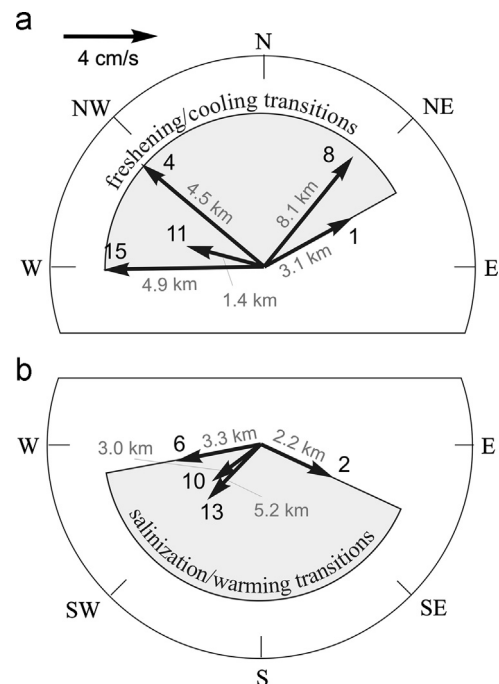 a
4 cm/s
N
NW
NE
freshening/cooling transitions
4
8
4.5 km
8.1 km
11
1
15
3.1 km
W
E
4.9 km
1.4 km
b
W
E
3.0 km
6
3.3 km
2.2 km
2
10
13
5.2 km
salinization/warming transitions
SW
SE
S